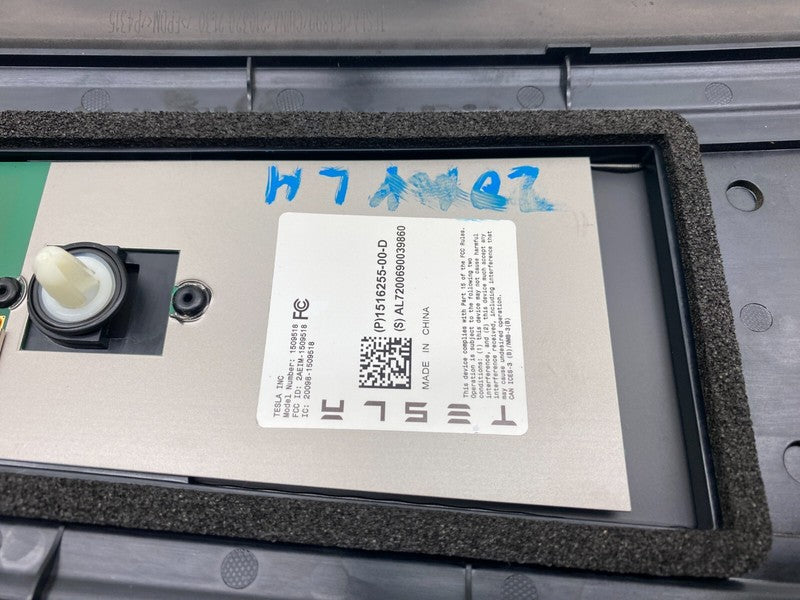 TESLA INC
Model Number: 1509518
FCC ID: 2AEIM-1509518
IC: 20098-1509518
FC
(P)1516255-00-D
(S) AL7200690039860
MADE IN CHINA
This device complies with Part 15 of the FCC Rules.
Operation is subject to the following two
conditions: (1) this device may not cause harmful
interference, and (2) this device much accept any
interference received, including interference that
may cause undesired operation.
CAN ICES-3 (B)/NMB-3(B)
TESLA